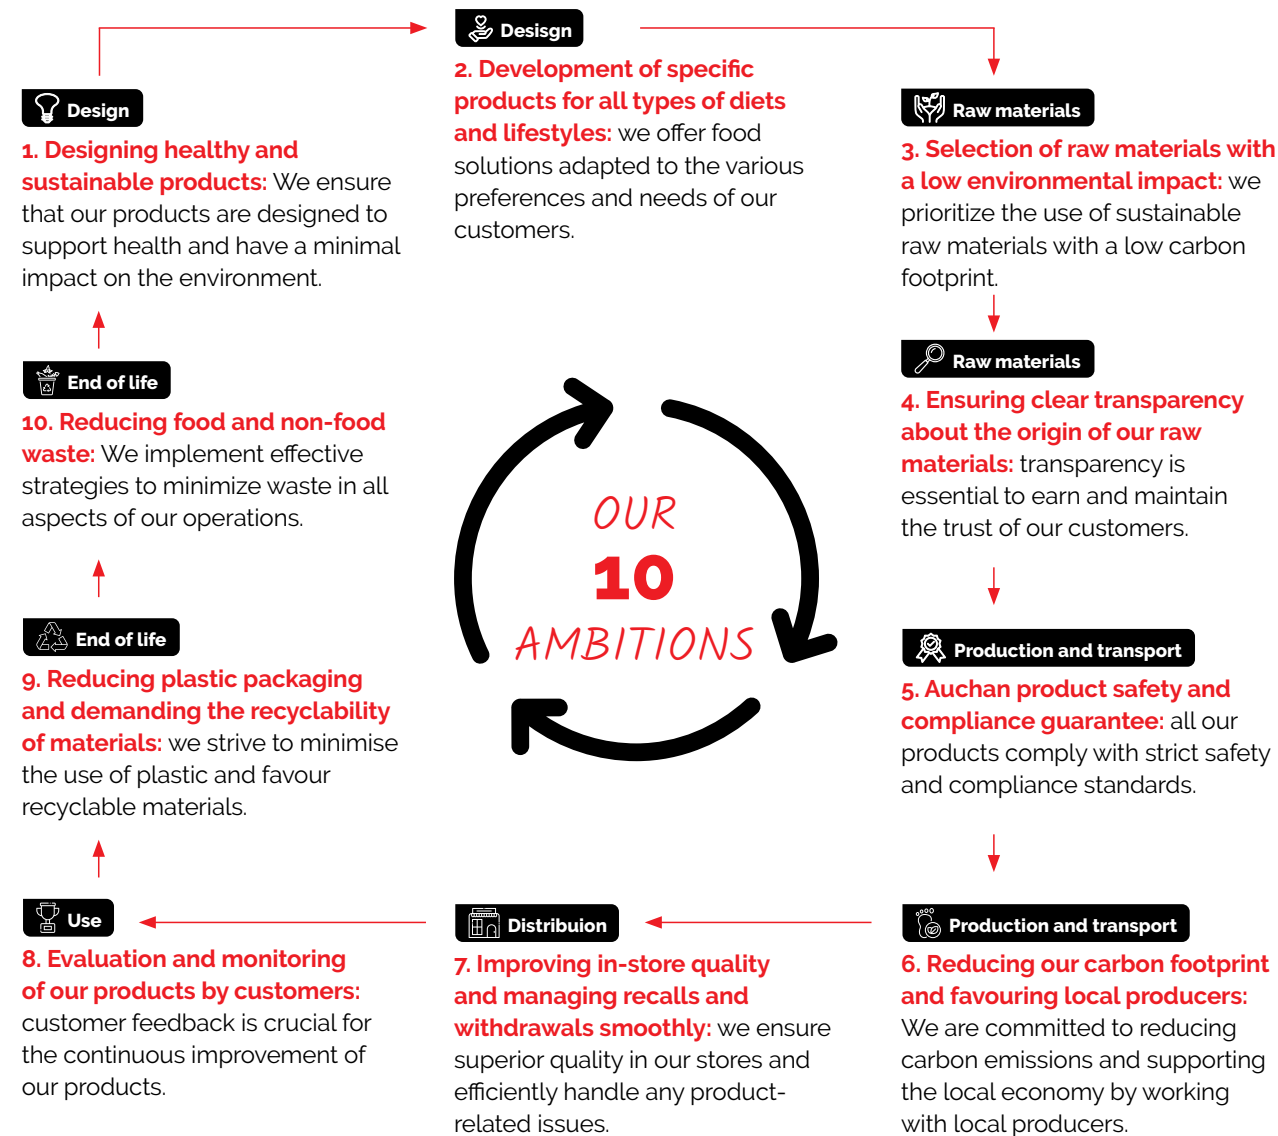 Design
1. Designing healthy and
sustainable products: We ensure
that our products are designed to
support health and have a minimal
impact on the environment.
Desisgn
2. Development of specific
products for all types of diets
and lifestyles: we offer food
solutions adapted to the various
preferences and needs of our
customers.
Raw materials
3. Selection of raw materials with
a low environmental impact: we
prioritize the use of sustainable
raw materials with a low carbon
footprint.
Raw materials
4. Ensuring clear transparency
about the origin of our raw
materials: transparency is
essential to earn and maintain
the trust of our customers.
Production and transport
5. Auchan product safety and
compliance guarantee: all our
products comply with strict safety
and compliance standards.
Production and transport
6. Reducing our carbon footprint
and favouring local producers:
We are committed to reducing
carbon emissions and supporting
the local economy by working
with local producers.
Distribuion
7. Improving in-store quality
and managing recalls and
withdrawals smoothly: we ensure
superior quality in our stores and
efficiently handle any product-
related issues.
Use
8. Evaluation and monitoring
of our products by customers:
customer feedback is crucial for
the continuous improvement of
our products.
End of life
9. Reducing plastic packaging
and demanding the recyclability
of materials: we strive to minimise
the use of plastic and favour
recyclable materials.
End of life
10. Reducing food and non-food
waste: We implement effective
strategies to minimize waste in all
aspects of our operations.
OUR
10
AMBITIONS